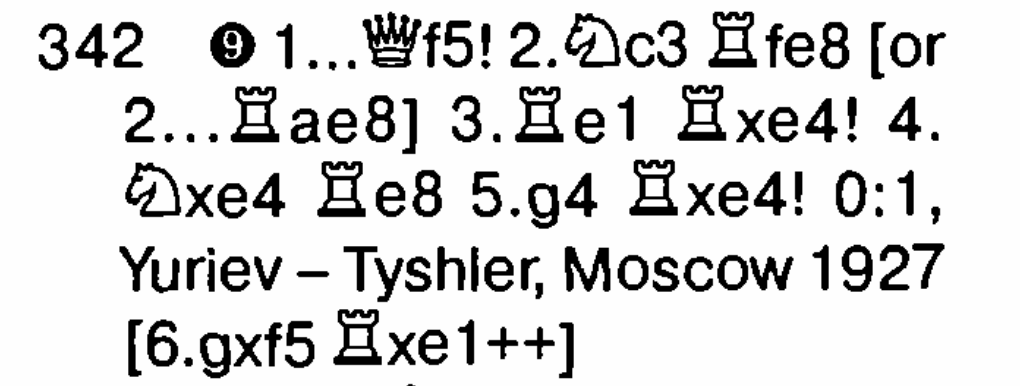 342 ❾ 1...♕f5! 2.♘c3 ♖fe8 [or
2...♖ae8] 3.♖e1 ♖xe4! 4.
♘xe4 ♖e8 5.g4 ♖xe4! 0:1,
Yuriev – Tyshler, Moscow 1927
[6.gxf5 ♖xe1++]